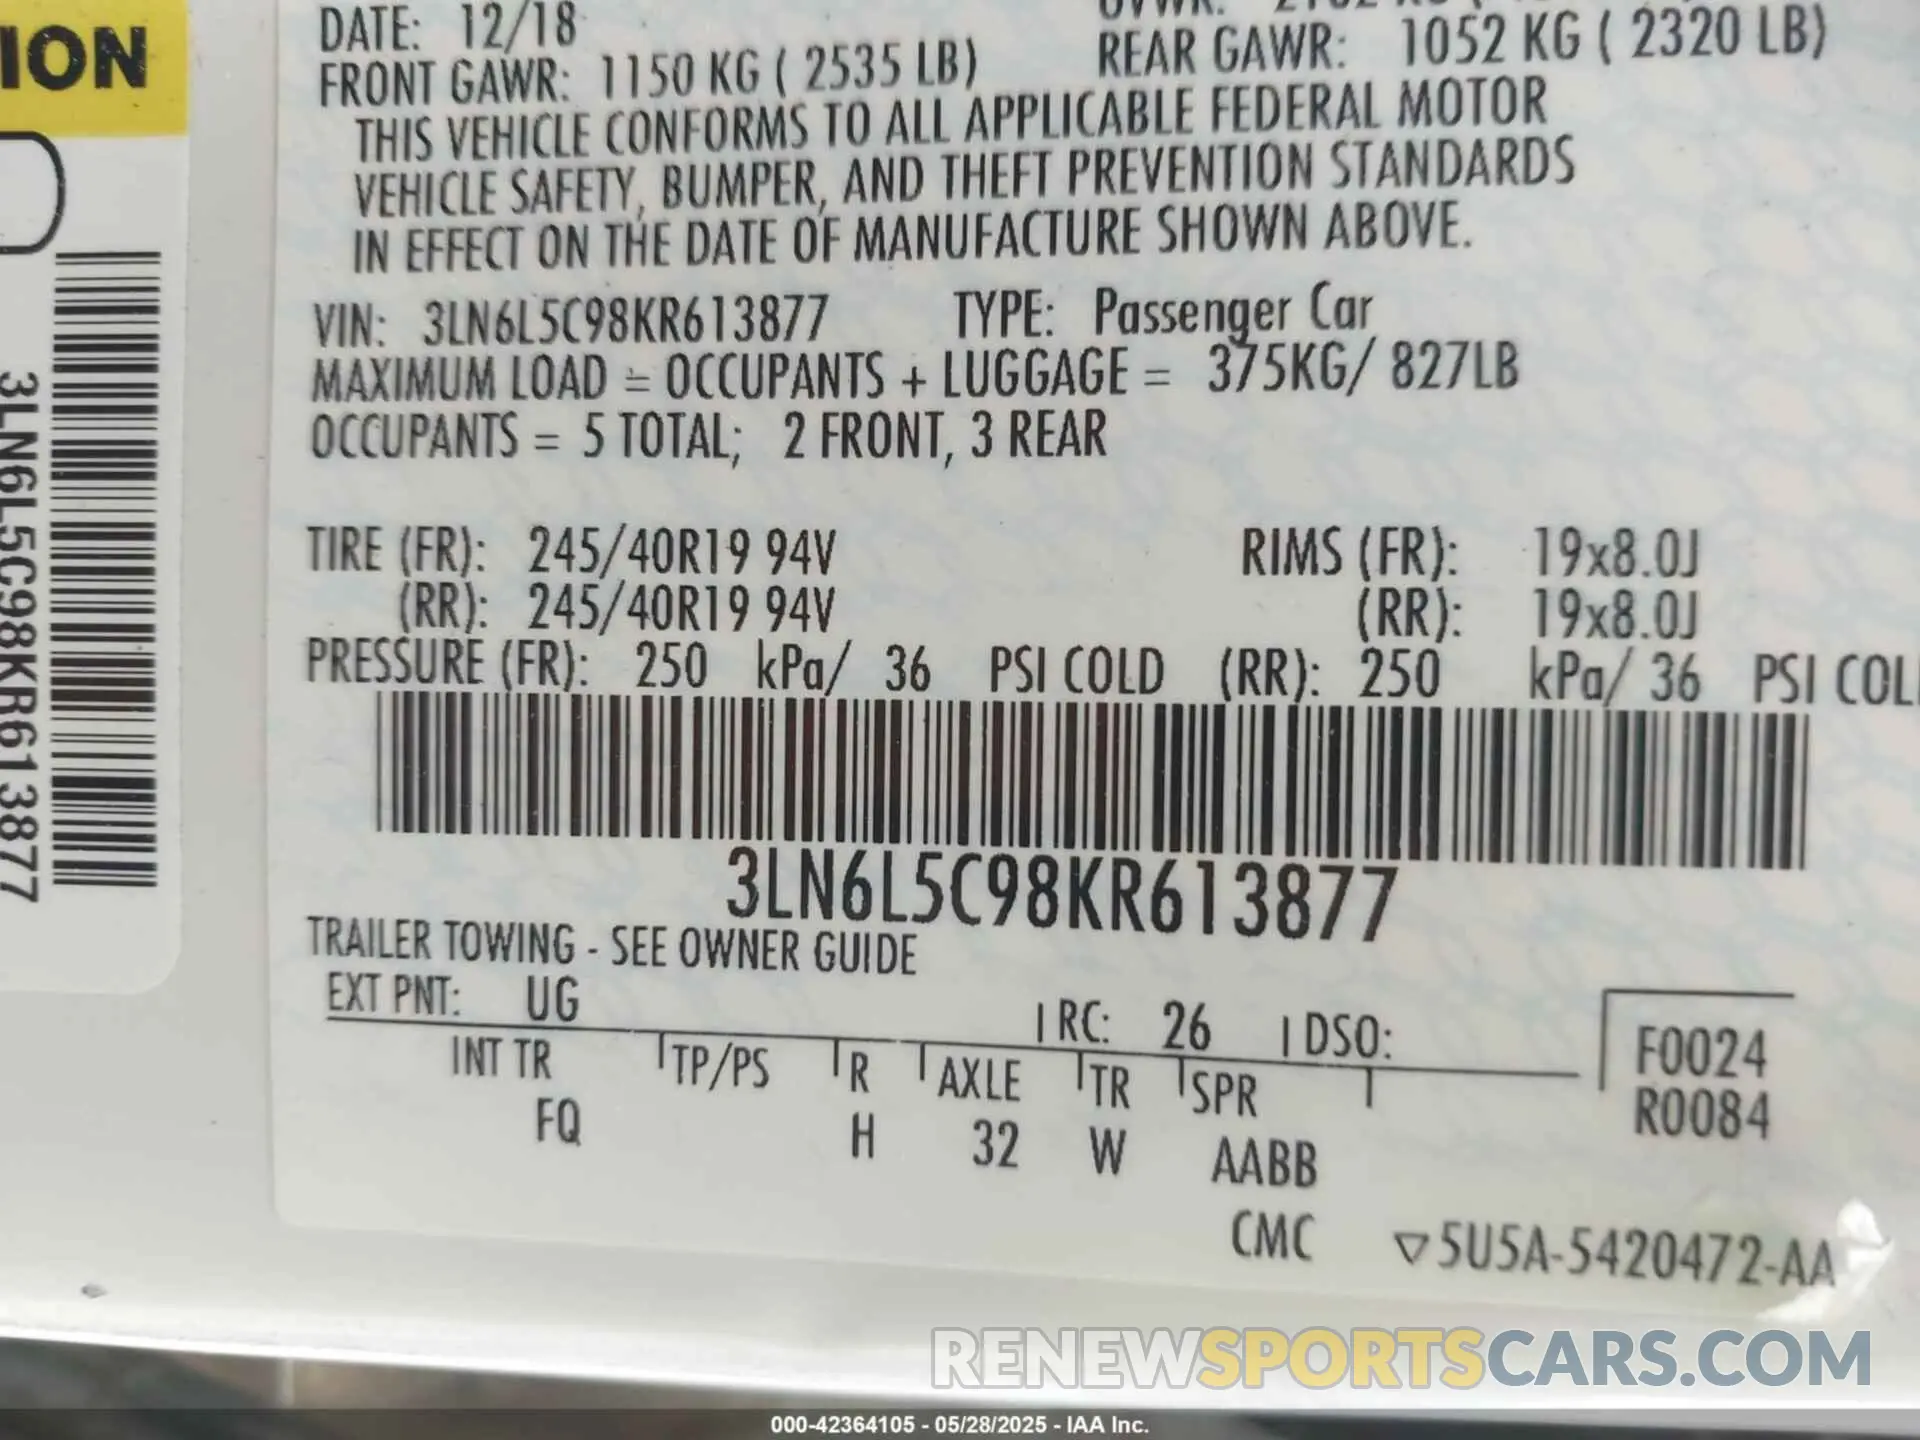 ION
DATE: 12/18
FRONT GAWR: 1150 KG ( 2535 LB)
REAR GAWR: 1052 KG ( 2320 LB)
THIS VEHICLE CONFORMS TO ALL APPLICABLE FEDERAL MOTOR
VEHICLE SAFETY, BUMPER, AND THEFT PREVENTION STANDARDS
IN EFFECT ON THE DATE OF MANUFACTURE SHOWN ABOVE.
VIN: 3LN6L5C98KR613877 TYPE: Passenger Car
MAXIMUM LOAD = OCCUPANTS + LUGGAGE = 375KG/ 827LB
OCCUPANTS = 5 TOTAL; 2 FRONT, 3 REAR
TIRE (FR): 245/40R19 94V RIMS (FR): 19x8.0J
(RR): 245/40R19 94V (RR): 19x8.0J
PRESSURE (FR): 250 kPa/ 36 PSI COLD (RR): 250 kPa/ 36 PSI COL
3LN6L5C98KR613877
3LN6L5C98KR613877
TRAILER TOWING - SEE OWNER GUIDE
EXT PNT: UG RC: 26 DSO:
F0024
R0084
INT TR TP/PS R AXLE TR SPR
FQ H 32 W AABB
CMC ▽5U5A-5420472-AA
RENEWSPORTSCARS.COM
000-42364105 - 05/28/2025 - IAA Inc.